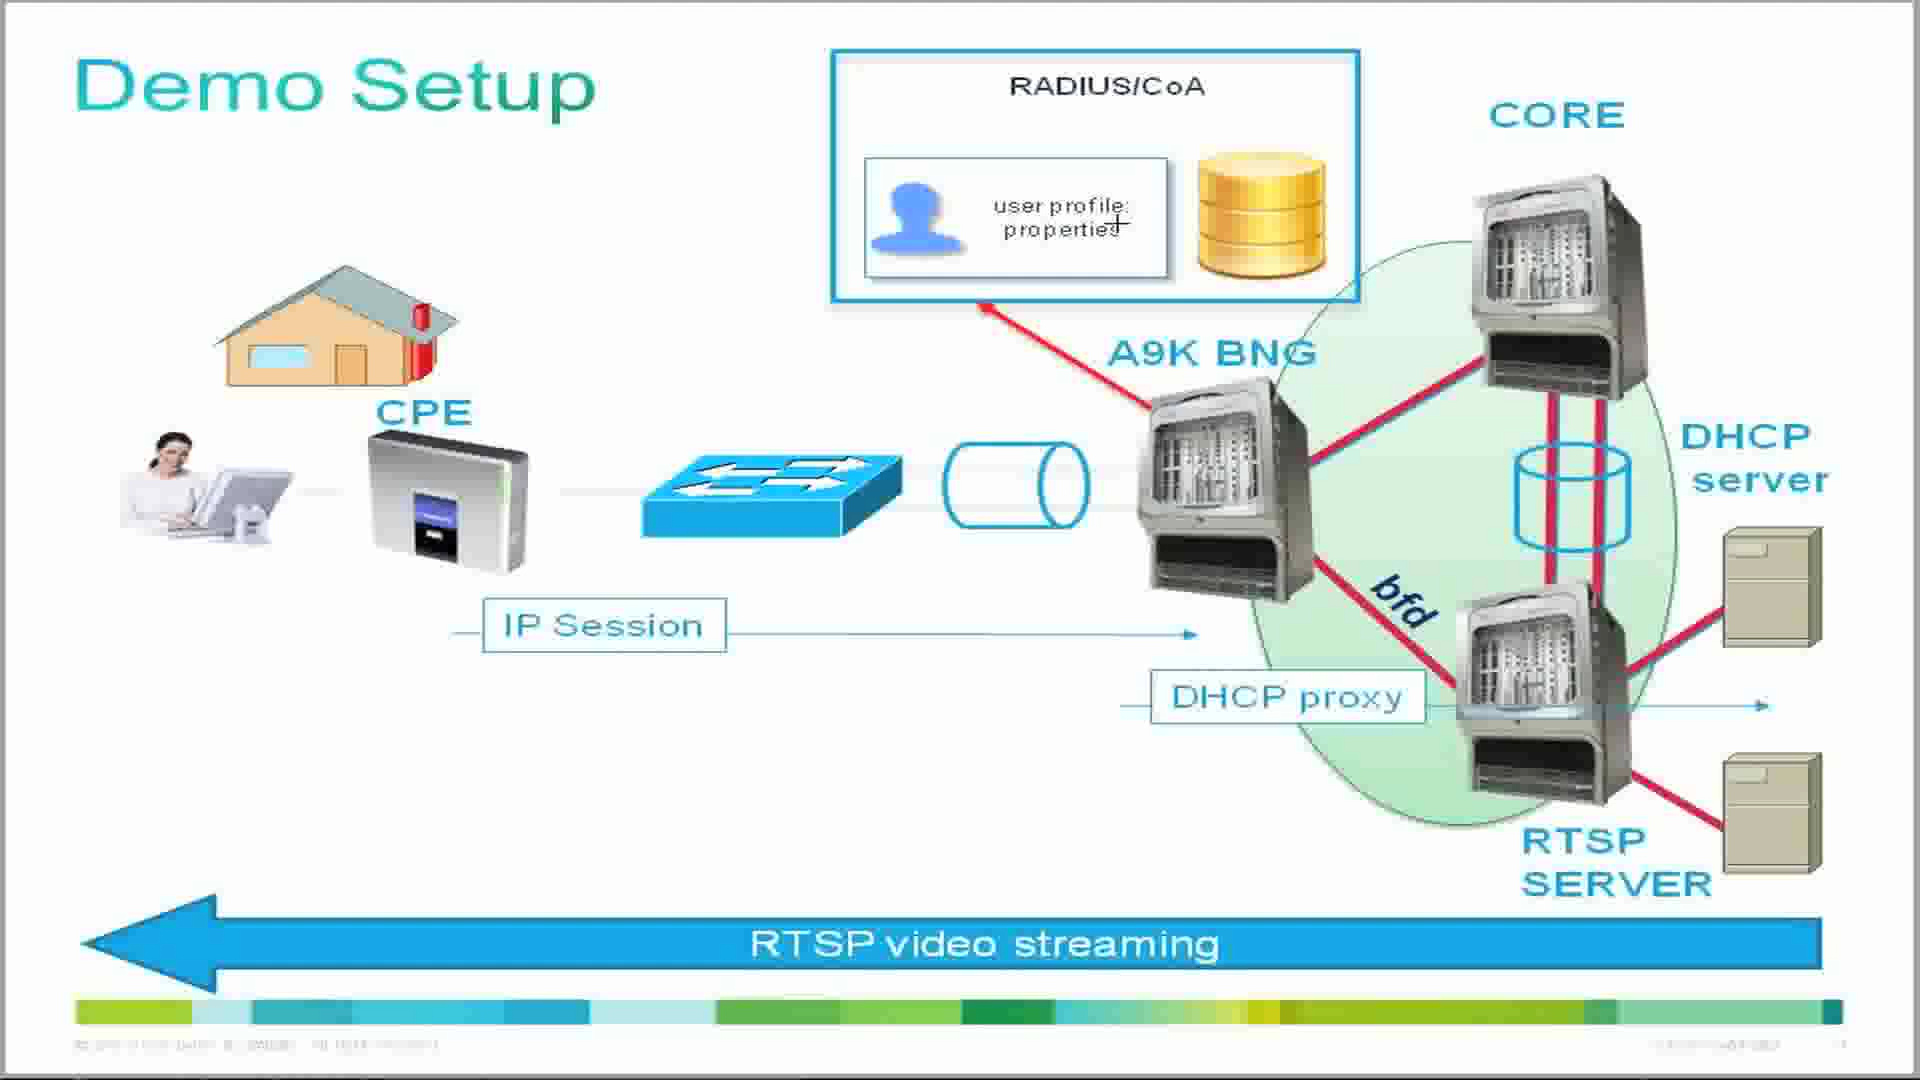 Demo Setup
RADIUS/CoA
user profile:
properties
CORE
A9K BNG
CPE
DHCP
server
bfd
IP Session
DHCP proxy
RTSP
SERVER
RTSP video streaming